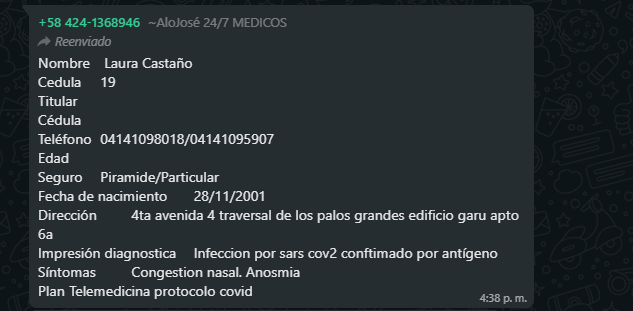 +58 424-1368946 ~AloJosé 24/7 MEDICOS
Reenviado
Nombre Laura Castaño
Cedula 19
Titular
Cédula
Teléfono 04141098018/04141095907
Edad
Seguro Piramide/Particular
Fecha de nacimiento 28/11/2001
Dirección 4ta avenida 4 traversal de los palos grandes edificio garu apto
6a
Impresión diagnostica Infeccion por sars cov2 conftimado por antígeno
Síntomas Congestion nasal. Anosmia
Plan Telemedicina protocolo covid
4:38 p. m.